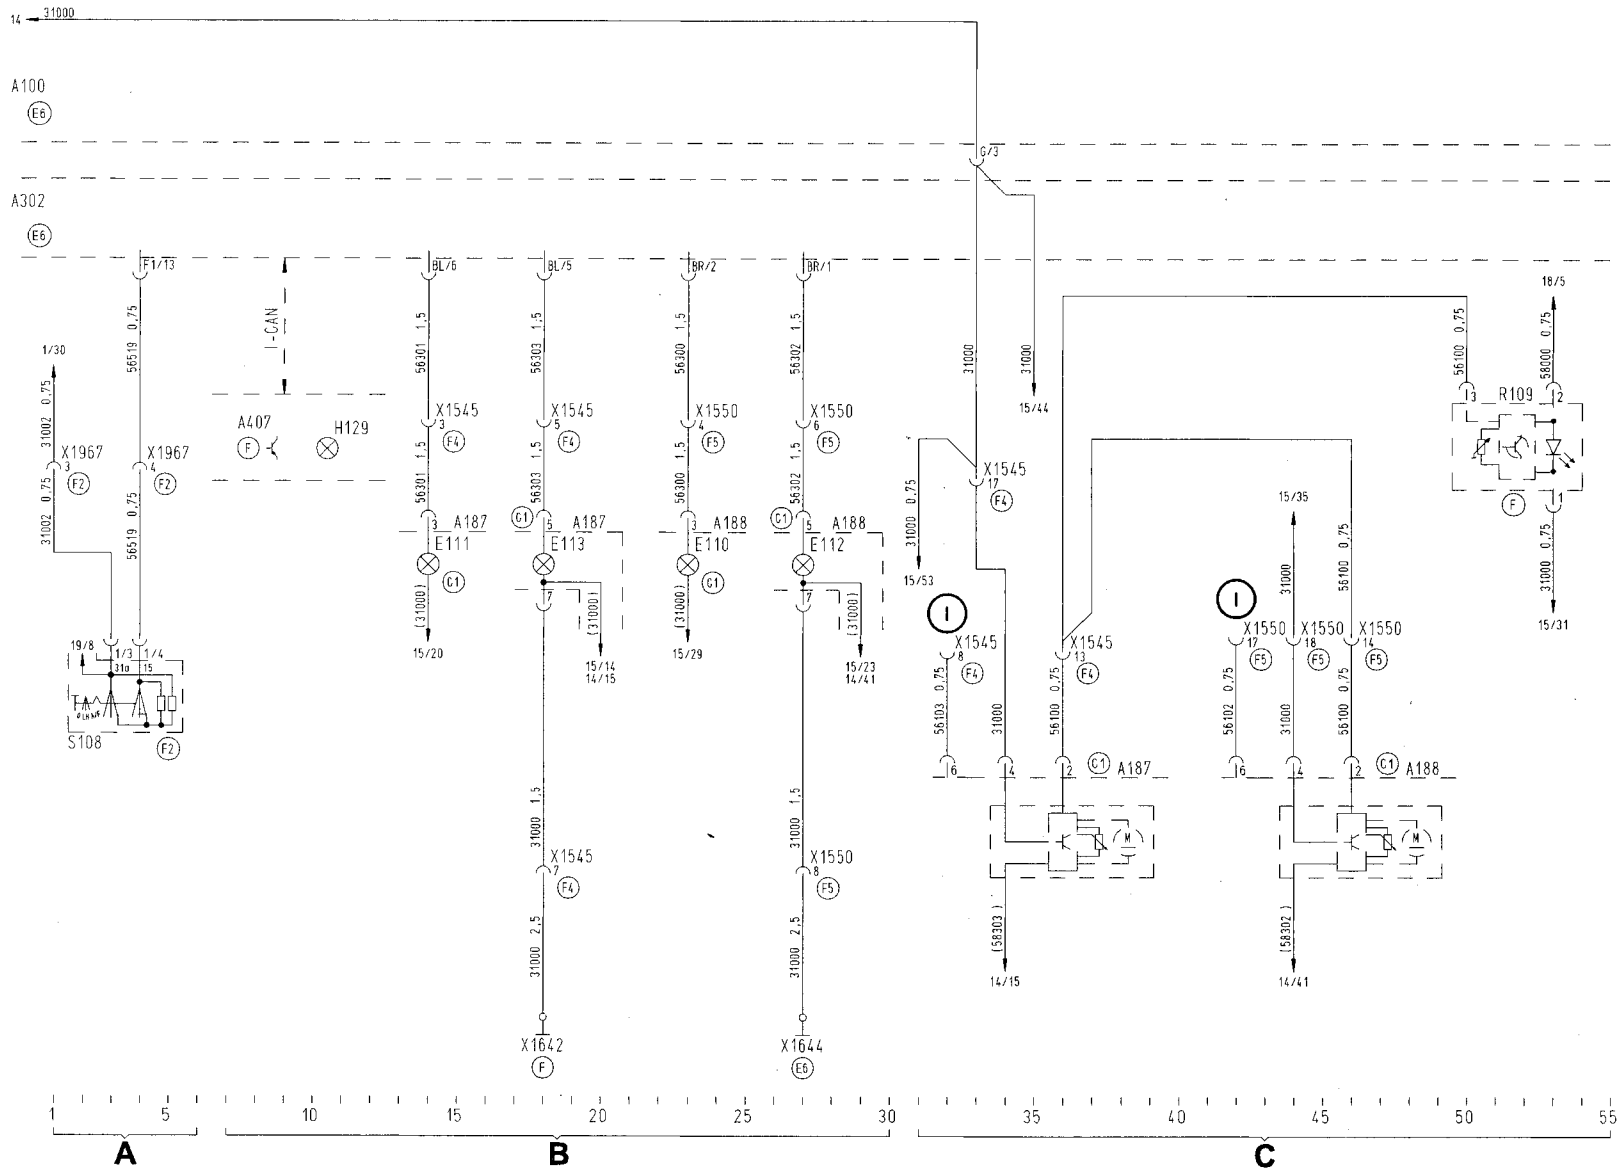 14 31000
A100
E6
G/3
A302
E6
F1/13
BL/6
BL/5
BR/2
BR/1
18/5
I-CAN
56519 0,75
56301 1,5
56303 1,5
56300 1,5
56302 1,5
31000
31000
56100 0,75
58000 0,75
1/30
31002 0,75
15/44
3 R109 2
A407
F
H129
X1545
3
F4
X1545
5
F4
X1550
4
F5
X1550
6
F5
X1967
3
F2
X1967
4
F2
X1545
17
F4
31002 0,75
56519 0,75
56301 1,5
56303 1,5
56300 1,5
56302 1,5
31000 0,75
15/35
1
F
3 A187
E111
G1
G1 5 A187
E113
3 A188
E110
G1
G1 5 A188
E112
15/53
31000
56100 0,75
31000 0,75
7
7
(31000)
(31000)
(31000)
(31000)
I
I
15/31
15/20
15/14
14/15
15/29
15/23
14/41
X1545
8
F4
X1545
13
F4
X1550
17
F5
X1550
18
F5
X1550
14
F5
19/8
1/3
1/4
31a
15
S108
F2
56103 0,75
31000
56100 0,75
56102 0,75
31000
56100 0,75
6 4 2 G1 A187
6 4 2 G1 A188
M
M
31000 1,5
31000 1,5
X1545
7
F4
X1550
8
F5
(58303)
(58302)
31000 2,5
31000 2,5
14/15
14/41
X1642
F
X1644
E6
1 5 10 15 20 25 30 35 40 45 50 55
A B C